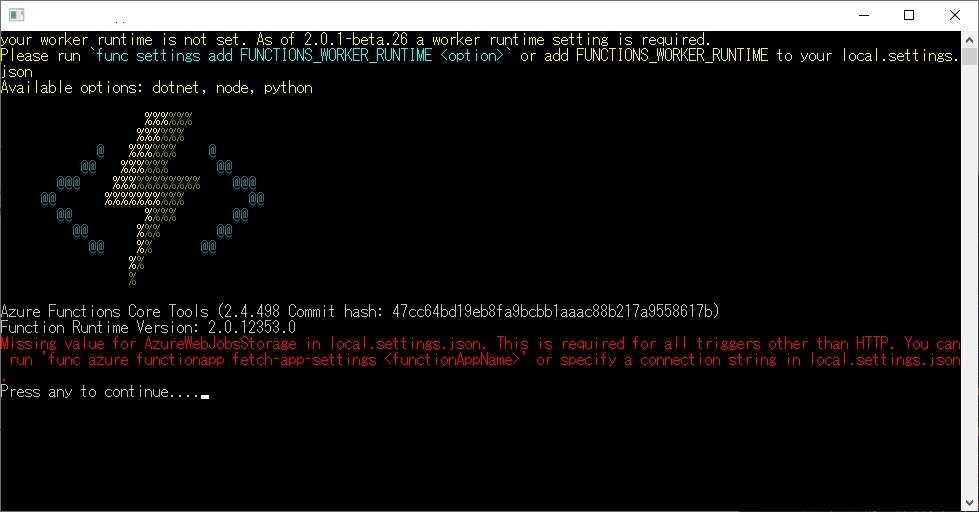 your worker runtime is not set. As of 2.0.1-beta.26 a worker runtime setting is required.
Please run `func settings add FUNCTIONS_WORKER_RUNTIME <option>` or add FUNCTIONS_WORKER_RUNTIME to your local.settings.
json
Available options: dotnet, node, python
%%%%%%
%%%%%%
@ %%%%%% @
@@ %%%%%% @@
@@@ %%%%%%%%%%% @@@
@@ %%%%%%%%%% @@
@@ %%%% @@
@@ %%% @@
@@ %% @@
%%
%
Azure Functions Core Tools (2.4.498 Commit hash: 47cc64bd19eb8fa9bcbb1aaac88b217a9558617b)
Function Runtime Version: 2.0.12353.0
Missing value for AzureWebJobsStorage in local.settings.json. This is required for all triggers other than HTTP. You can
run 'func azure functionapp fetch-app-settings <functionAppName>' or specify a connection string in local.settings.json
.
Press any to continue....